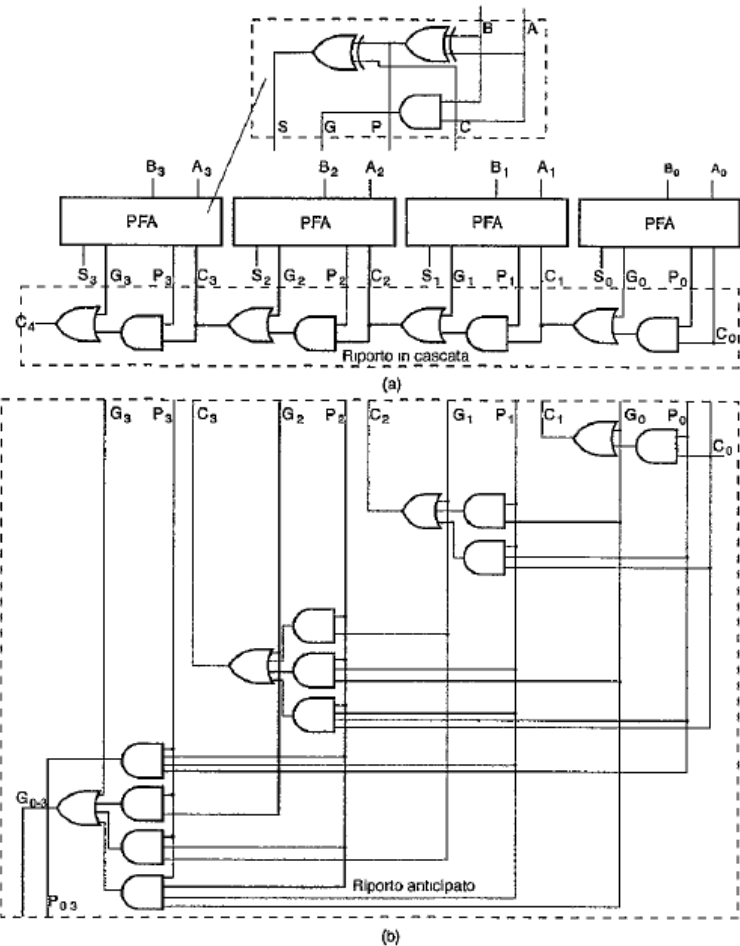 B A
S G P C
B₃ A₃ B₂ A₂ B₁ A₁ B₀ A₀
PFA PFA PFA PFA
S₃ G₃ P₃ C₃ S₂ G₂ P₂ C₂ S₁ G₁ P₁ C₁ S₀ G₀ P₀
C₄ C₀
Riporto in cascata
(a)
G₃ P₃ C₃ G₂ P₂ C₂ G₁ P₁ C₁ G₀ P₀
C₀
G₀₋₃
Riporto anticipato
P₀ ₃
(b)